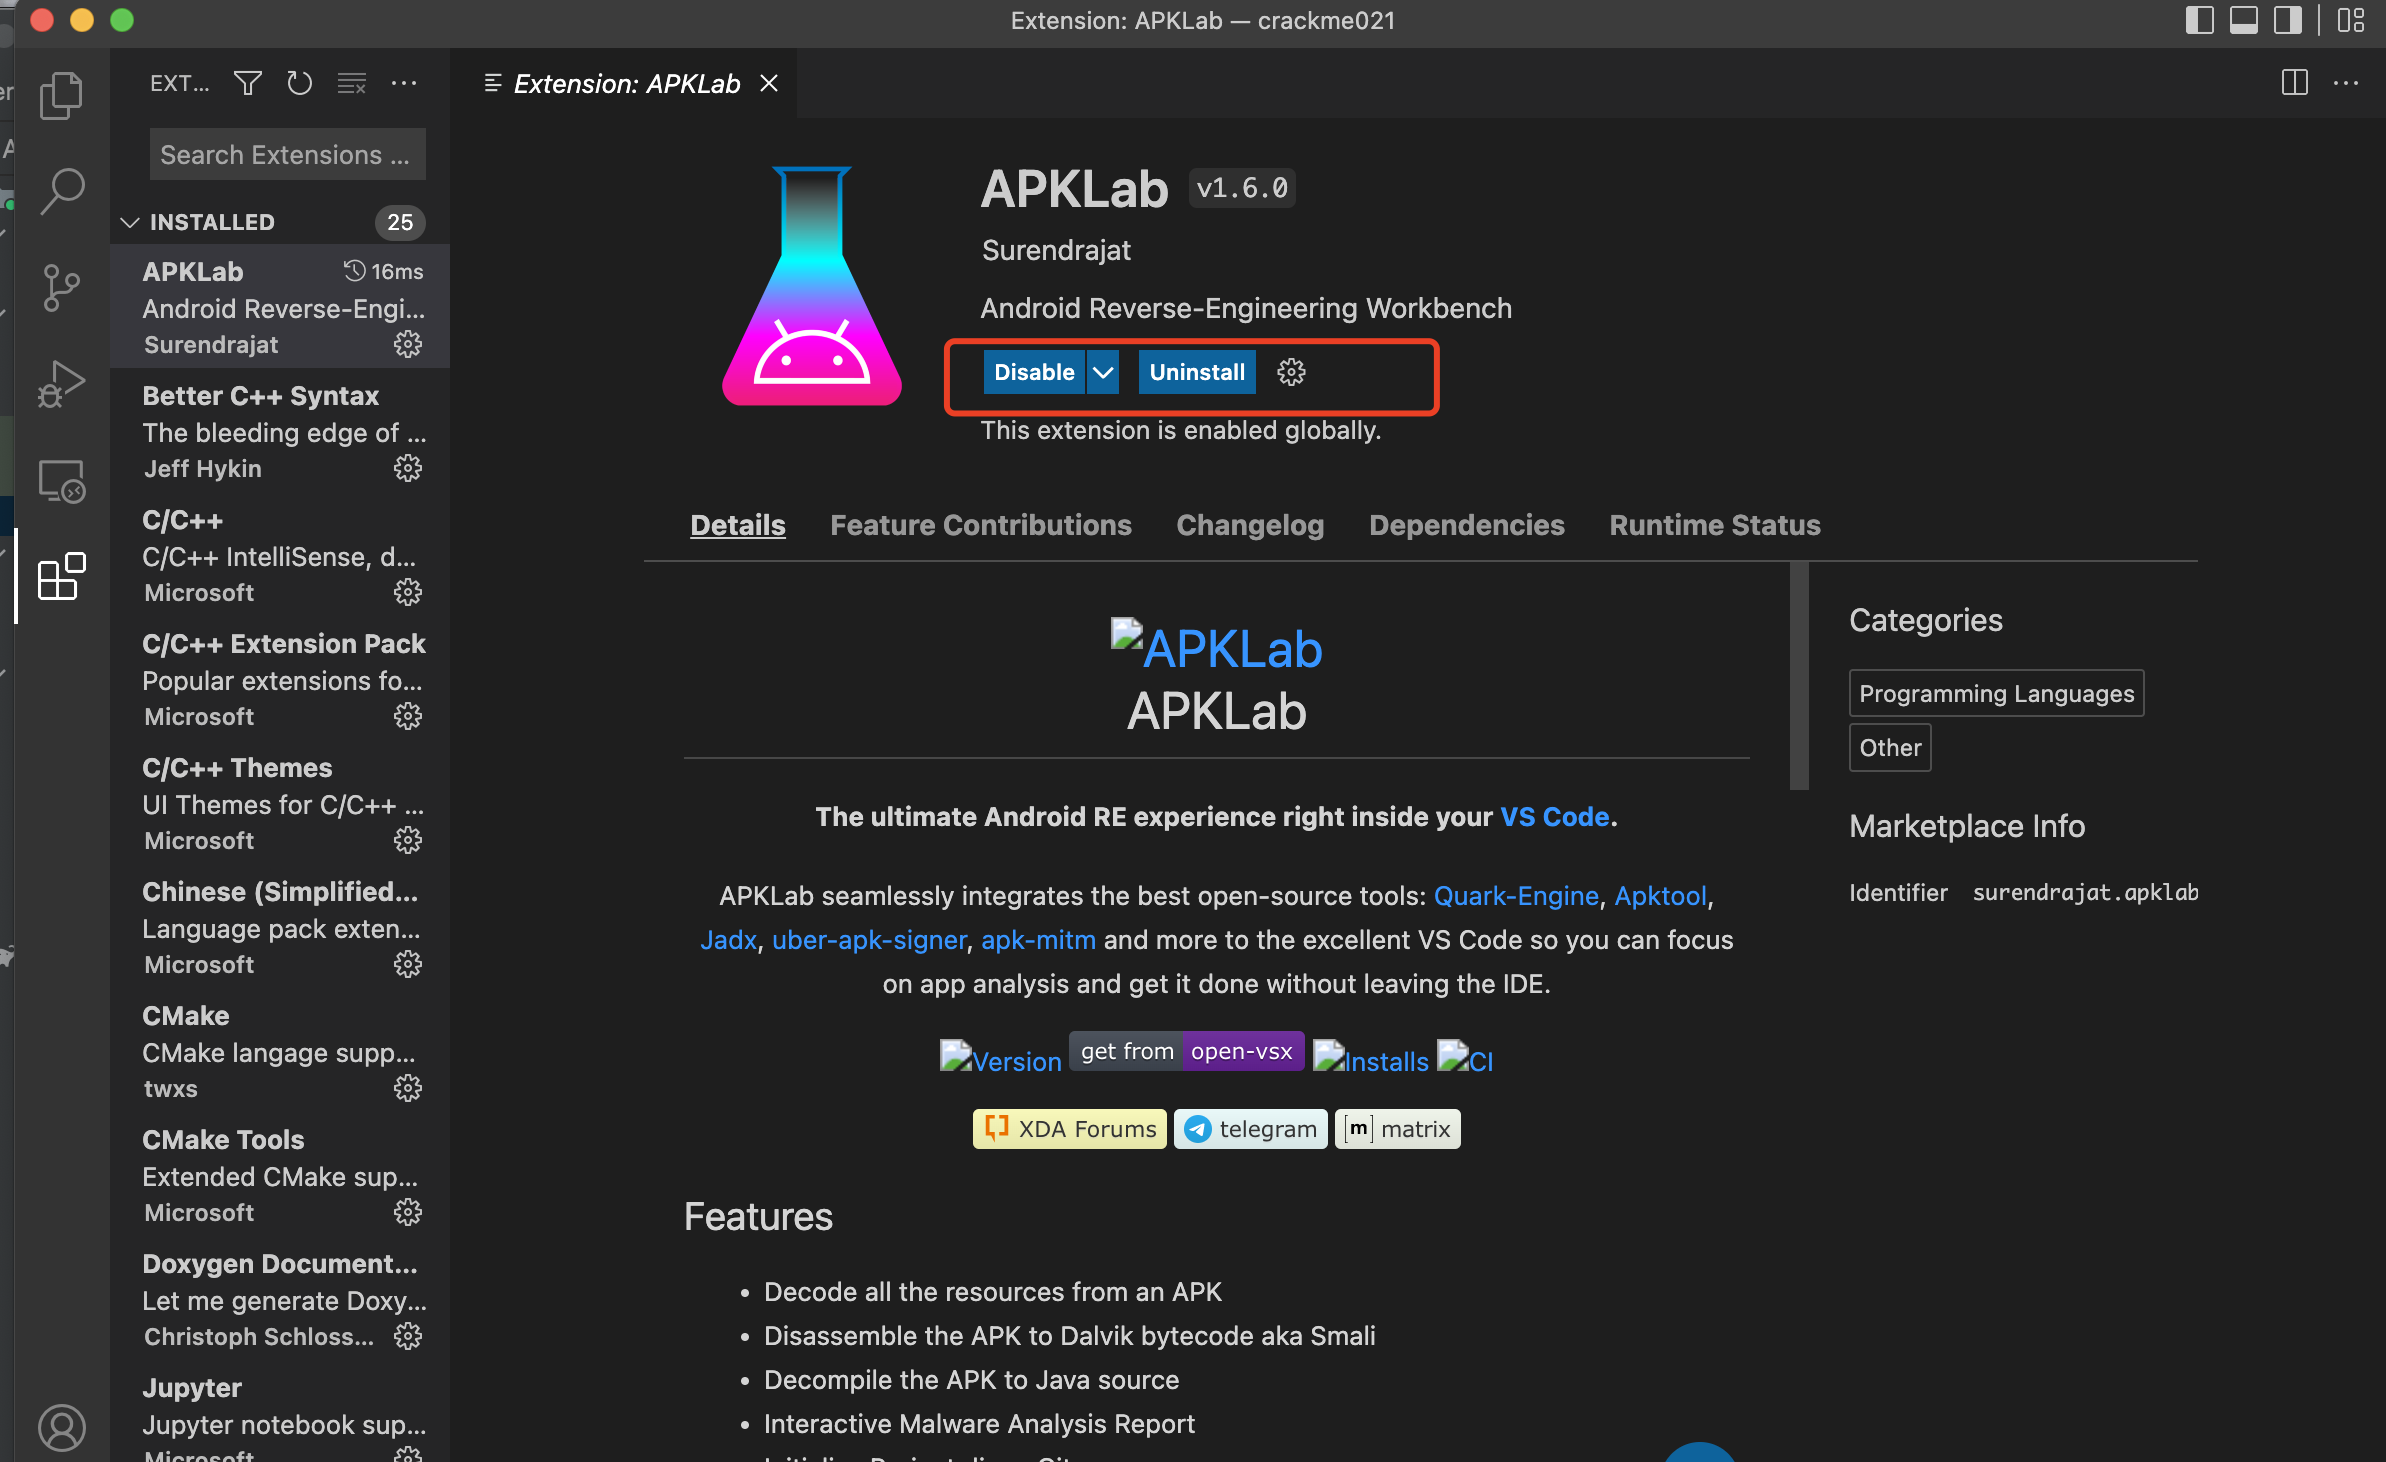 Extension: APKLab — crackme021
EXT...
Extension: APKLab
Search Extensions ...
INSTALLED 25
APKLab 16ms
Android Reverse-Engi...
Surendrajat
Better C++ Syntax
The bleeding edge of ...
Jeff Hykin
C/C++
C/C++ IntelliSense, d...
Microsoft
C/C++ Extension Pack
Popular extensions fo...
Microsoft
C/C++ Themes
UI Themes for C/C++ ...
Microsoft
Chinese (Simplified...
Language pack exten...
Microsoft
CMake
CMake langage supp...
twxs
CMake Tools
Extended CMake sup...
Microsoft
Doxygen Document...
Let me generate Doxy...
Christoph Schloss...
Jupyter
Jupyter notebook sup...
Microsoft
APKLab v1.6.0
Surendrajat
Android Reverse-Engineering Workbench
Disable Uninstall
This extension is enabled globally.
Details Feature Contributions Changelog Dependencies Runtime Status
APKLab
APKLab
The ultimate Android RE experience right inside your VS Code.
APKLab seamlessly integrates the best open-source tools: Quark-Engine, Apktool,
Jadx, uber-apk-signer, apk-mitm and more to the excellent VS Code so you can focus
on app analysis and get it done without leaving the IDE.
Version get from open-vsx Installs CI
XDA Forums telegram [m] matrix
Features
• Decode all the resources from an APK
• Disassemble the APK to Dalvik bytecode aka Smali
• Decompile the APK to Java source
• Interactive Malware Analysis Report
Categories
Programming Languages
Other
Marketplace Info
Identifier surendrajat.apklab